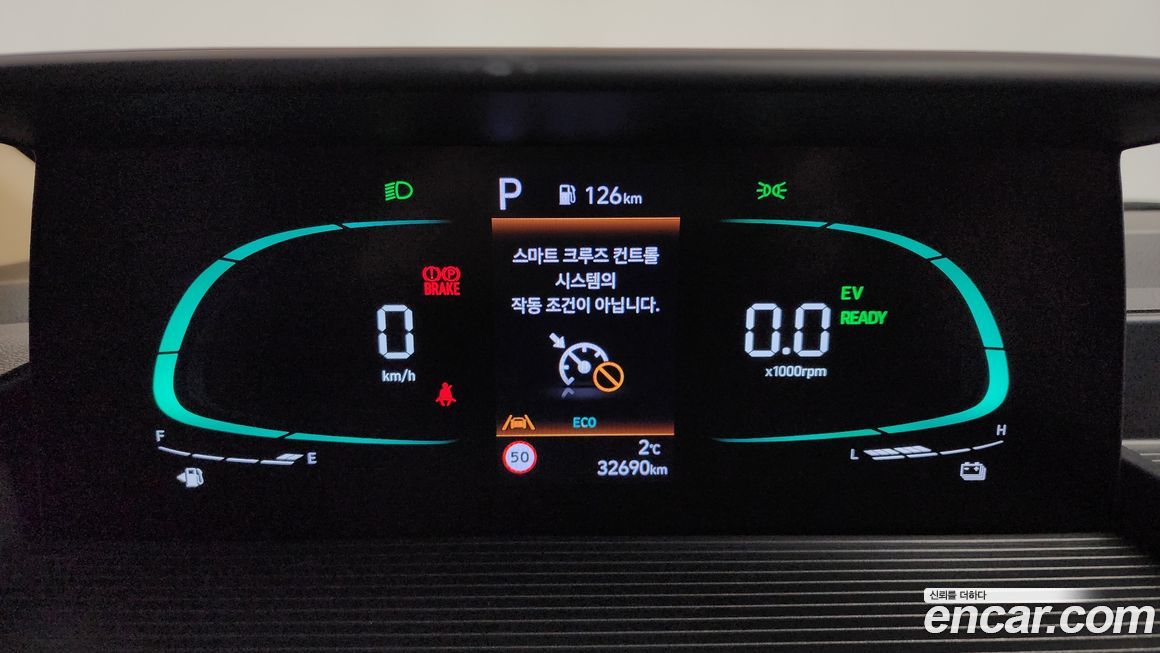 P 126km
스마트 크루즈 컨트롤
시스템의
작동 조건이 아닙니다.
BRAKE
0
km/h
EV
READY
0.0
x1000rpm
ECO
F E
50
2℃
32690km
L H
신뢰를 더하다
encar.com